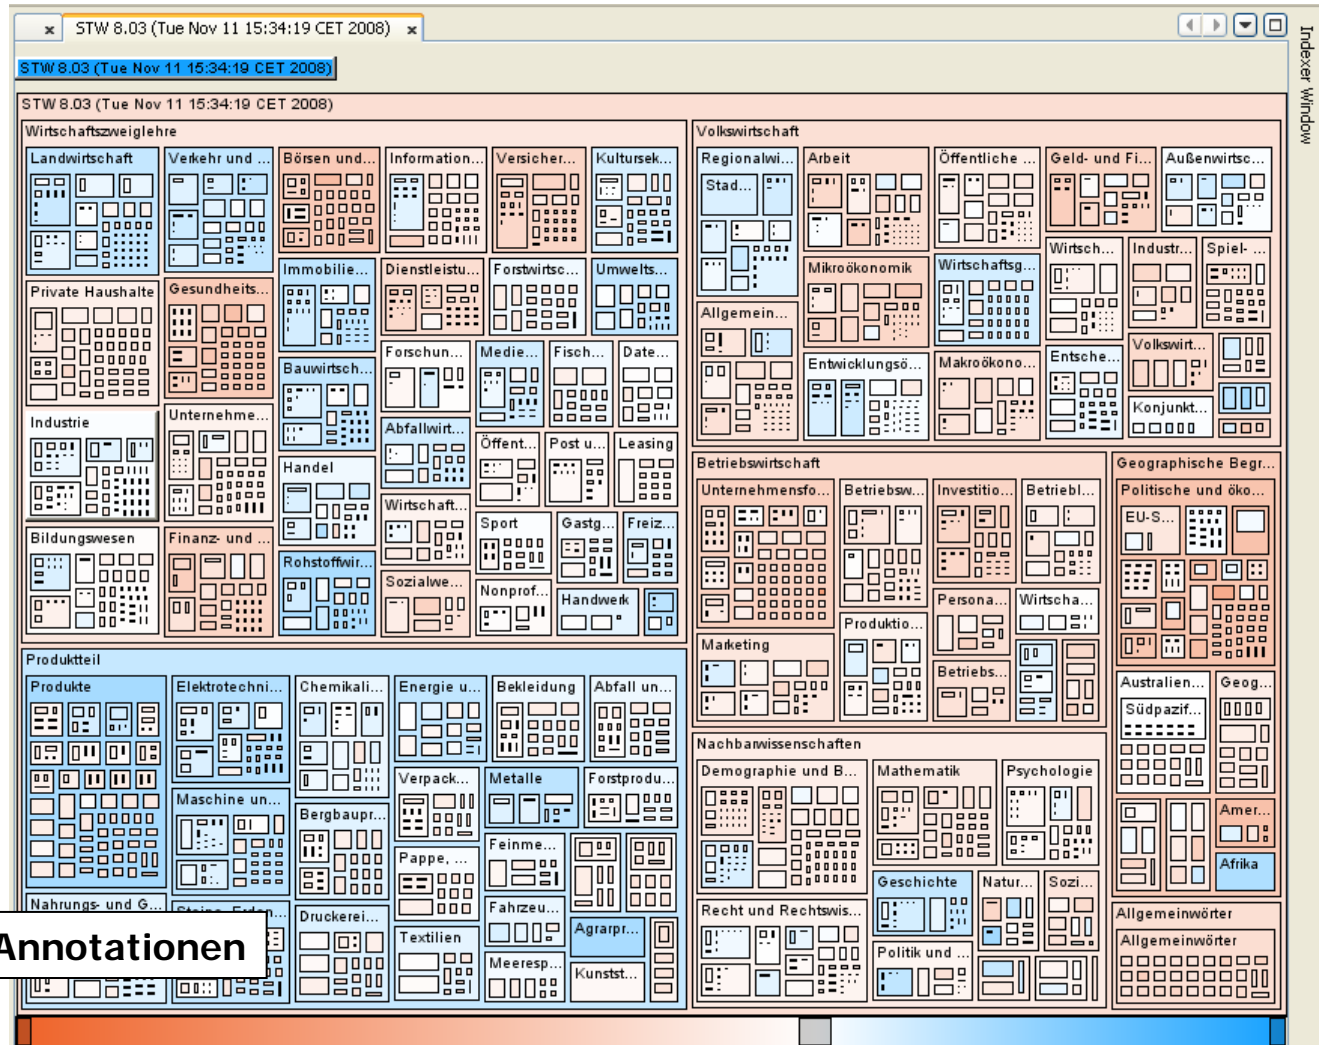 STW 8.03 (Tue Nov 11 15:34:19 CET 2008)
Indexer Window
STW 8.03 (Tue Nov 11 15:34:19 CET 2008)
STW 8.03 (Tue Nov 11 15:34:19 CET 2008)
Wirtschaftszweiglehre
Landwirtschaft
Verkehr und ...
Börsen und...
Information...
Versicher...
Kultursek...
Immobilie...
Dienstleistu...
Forstwirtsc...
Umwelts...
Private Haushalte
Gesundheits...
Forschun...
Medie...
Fisch...
Date...
Bauwirtsch...
Industrie
Unternehme...
Abfallwirt...
Öffent...
Post u...
Leasing
Handel
Wirtschaft...
Sport
Gastg...
Freiz...
Bildungswesen
Finanz- und ...
Rohstoffwir...
Sozialwe...
Nonprof...
Handwerk
Volkswirtschaft
Regionalwi...
Stad...
Arbeit
Öffentliche ...
Geld- und Fi...
Außenwirtsc...
Mikroökonomik
Wirtschaftsg...
Wirtsch...
Industr...
Spiel- ...
Allgemein...
Entwicklungsö...
Makroökono...
Entsche...
Volkswirt...
Konjunkt...
Betriebswirtschaft
Unternehmensfo...
Betriebsw...
Investitio...
Betriebl...
Persona...
Wirtscha...
Marketing
Produktio...
Betriebs...
Geographische Begr...
Politische und öko...
EU-S...
Australien...
Südpazif...
Geog...
Amer...
Afrika
Produktteil
Produkte
Elektrotechni...
Chemikali...
Energie u...
Bekleidung
Abfall un...
Maschine un...
Bergbaupr...
Verpack...
Metalle
Forstprodu...
Pappe, ...
Feinme...
Nahrungs- und G...
Steine, Erden...
Druckerei...
Textilien
Fahrzeu...
Agrarpr...
Meeresp...
Kunstst...
Nachbarwissenschaften
Demographie und B...
Mathematik
Psychologie
Geschichte
Natur...
Sozi...
Recht und Rechtswis...
Politik und ...
Allgemeinwörter
Allgemeinwörter
Annotationen